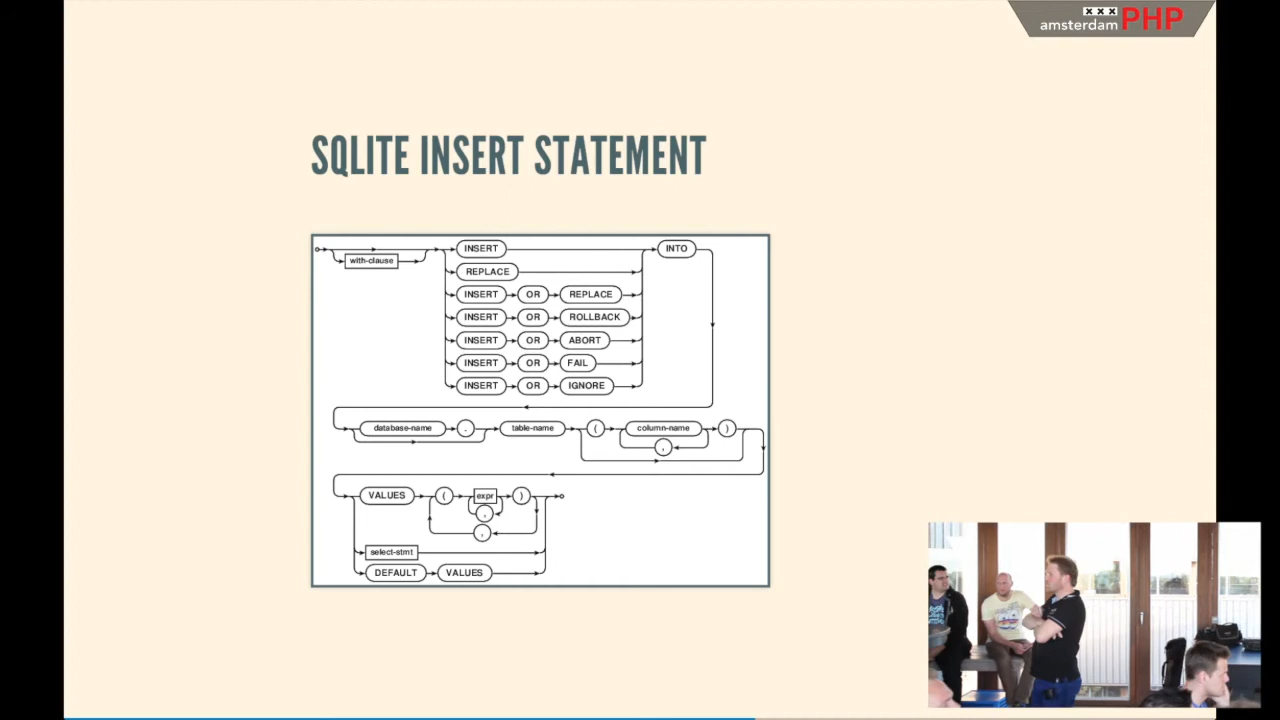 xxx
amsterdam PHP
SQLITE INSERT STATEMENT
with-clause
INSERT INTO
REPLACE
INSERT OR REPLACE
INSERT OR ROLLBACK
INSERT OR ABORT
INSERT OR FAIL
INSERT OR IGNORE
database-name . table-name ( column-name )
,
VALUES ( expr )
,
,
select-stmt
DEFAULT VALUES